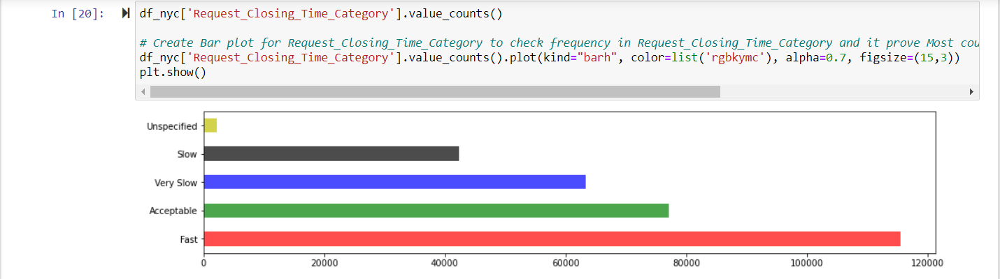 In [20]:
df_nyc['Request_Closing_Time_Category'].value_counts()
# Create Bar plot for Request_Closing_Time_Category to check frequency in Request_Closing_Time_Category and it prove Most cou
df_nyc['Request_Closing_Time_Category'].value_counts().plot(kind="barh", color=list('rgbkymc'), alpha=0.7, figsize=(15,3))
plt.show()
Unspecified
Slow
Very Slow
Acceptable
Fast
0 20000 40000 60000 80000 100000 120000